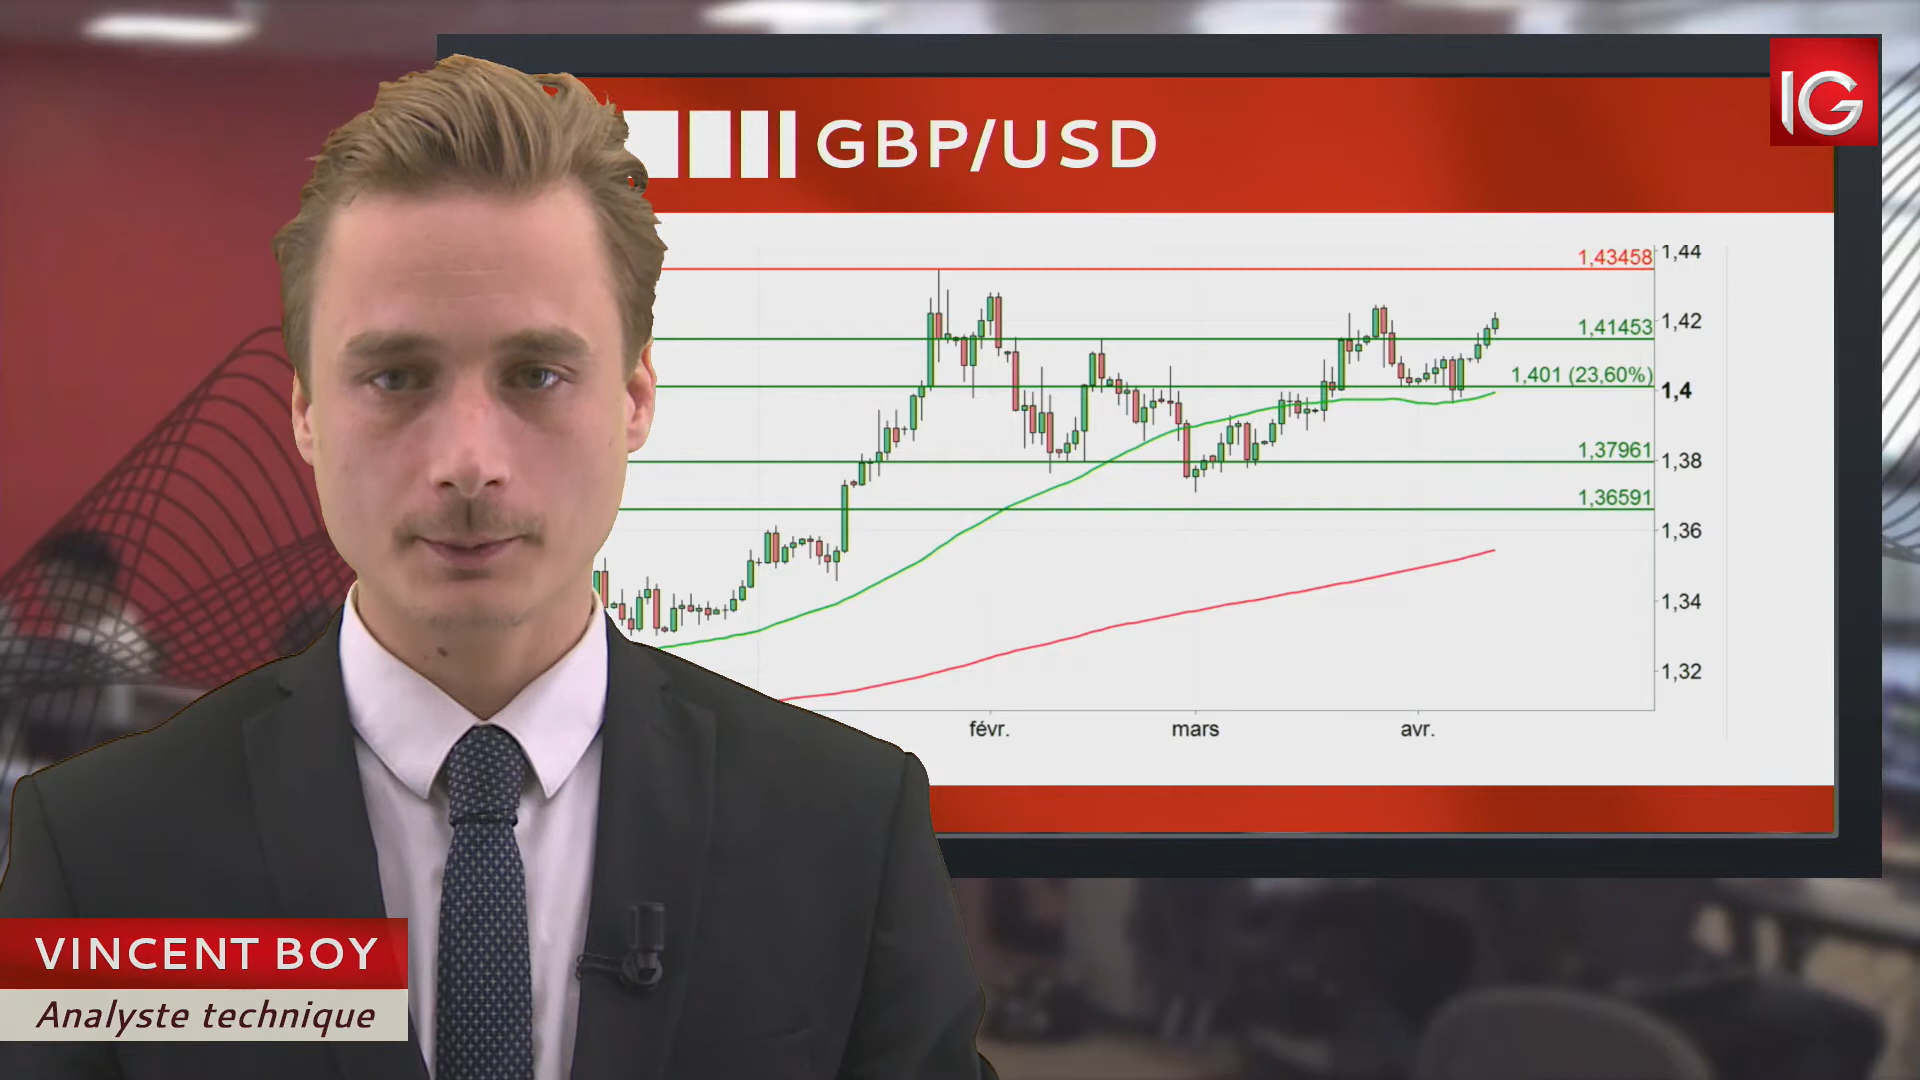 IG
GBP/USD
1,43458
1,44
1,41453
1,42
1,401 (23,60%)
1,4
1,37961
1,38
1,36591
1,36
1,34
1,32
févr.
mars
avr.
VINCENT BOY
Analyste technique